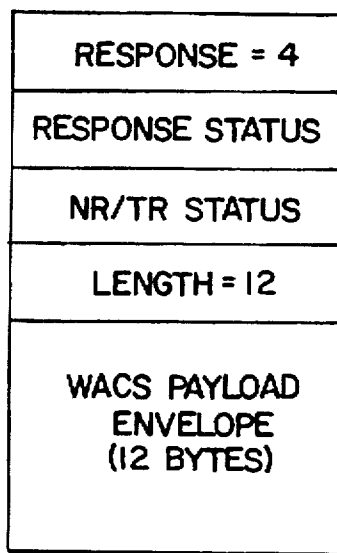 RESPONSE = 4
RESPONSE STATUS
NR/TR STATUS
LENGTH = 12
WACS PAYLOAD
ENVELOPE
(12 BYTES)